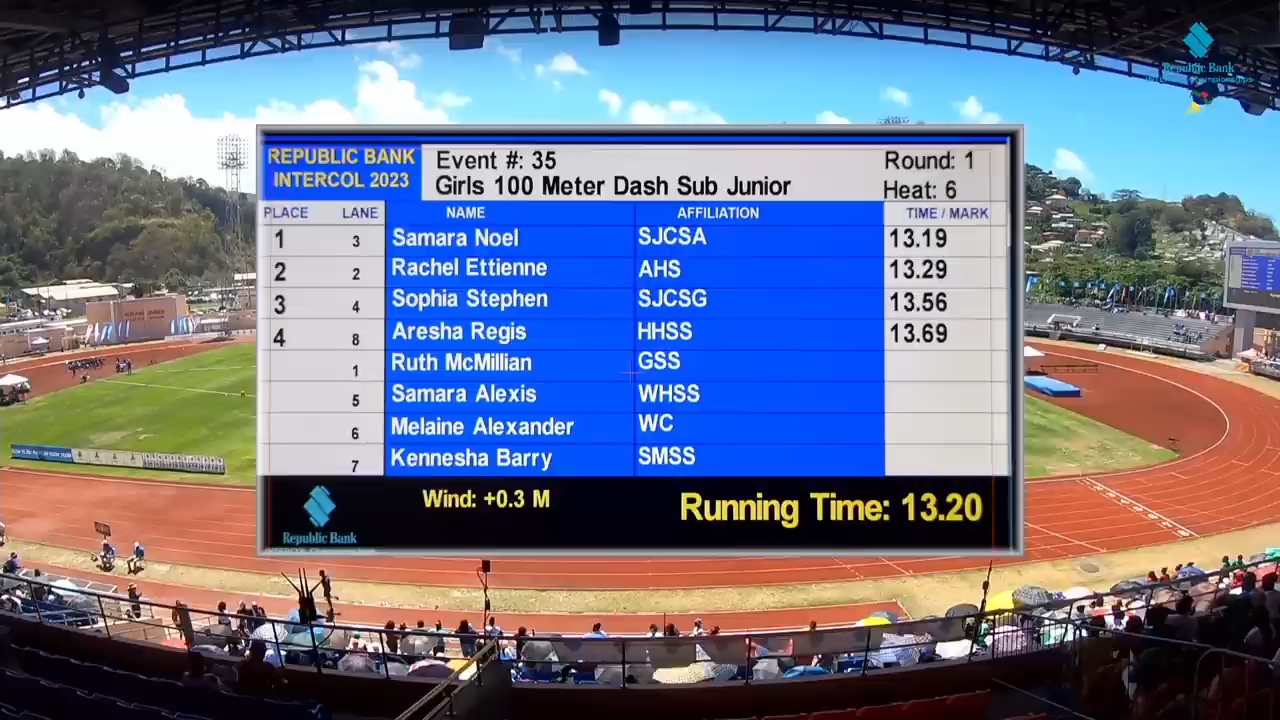 Republic Bank
REPUBLIC BANK
INTERCOL 2023
Event #: 35
Girls 100 Meter Dash Sub Junior
Round: 1
Heat: 6
PLACE LANE NAME AFFILIATION TIME / MARK
1 3 Samara Noel SJCSA 13.19
2 2 Rachel Ettienne AHS 13.29
3 4 Sophia Stephen SJCSG 13.56
4 8 Aresha Regis HHSS 13.69
1 Ruth McMillian GSS
5 Samara Alexis WHSS
6 Melaine Alexander WC
7 Kennesha Barry SMSS
Republic Bank
Wind: +0.3 M
Running Time: 13.20